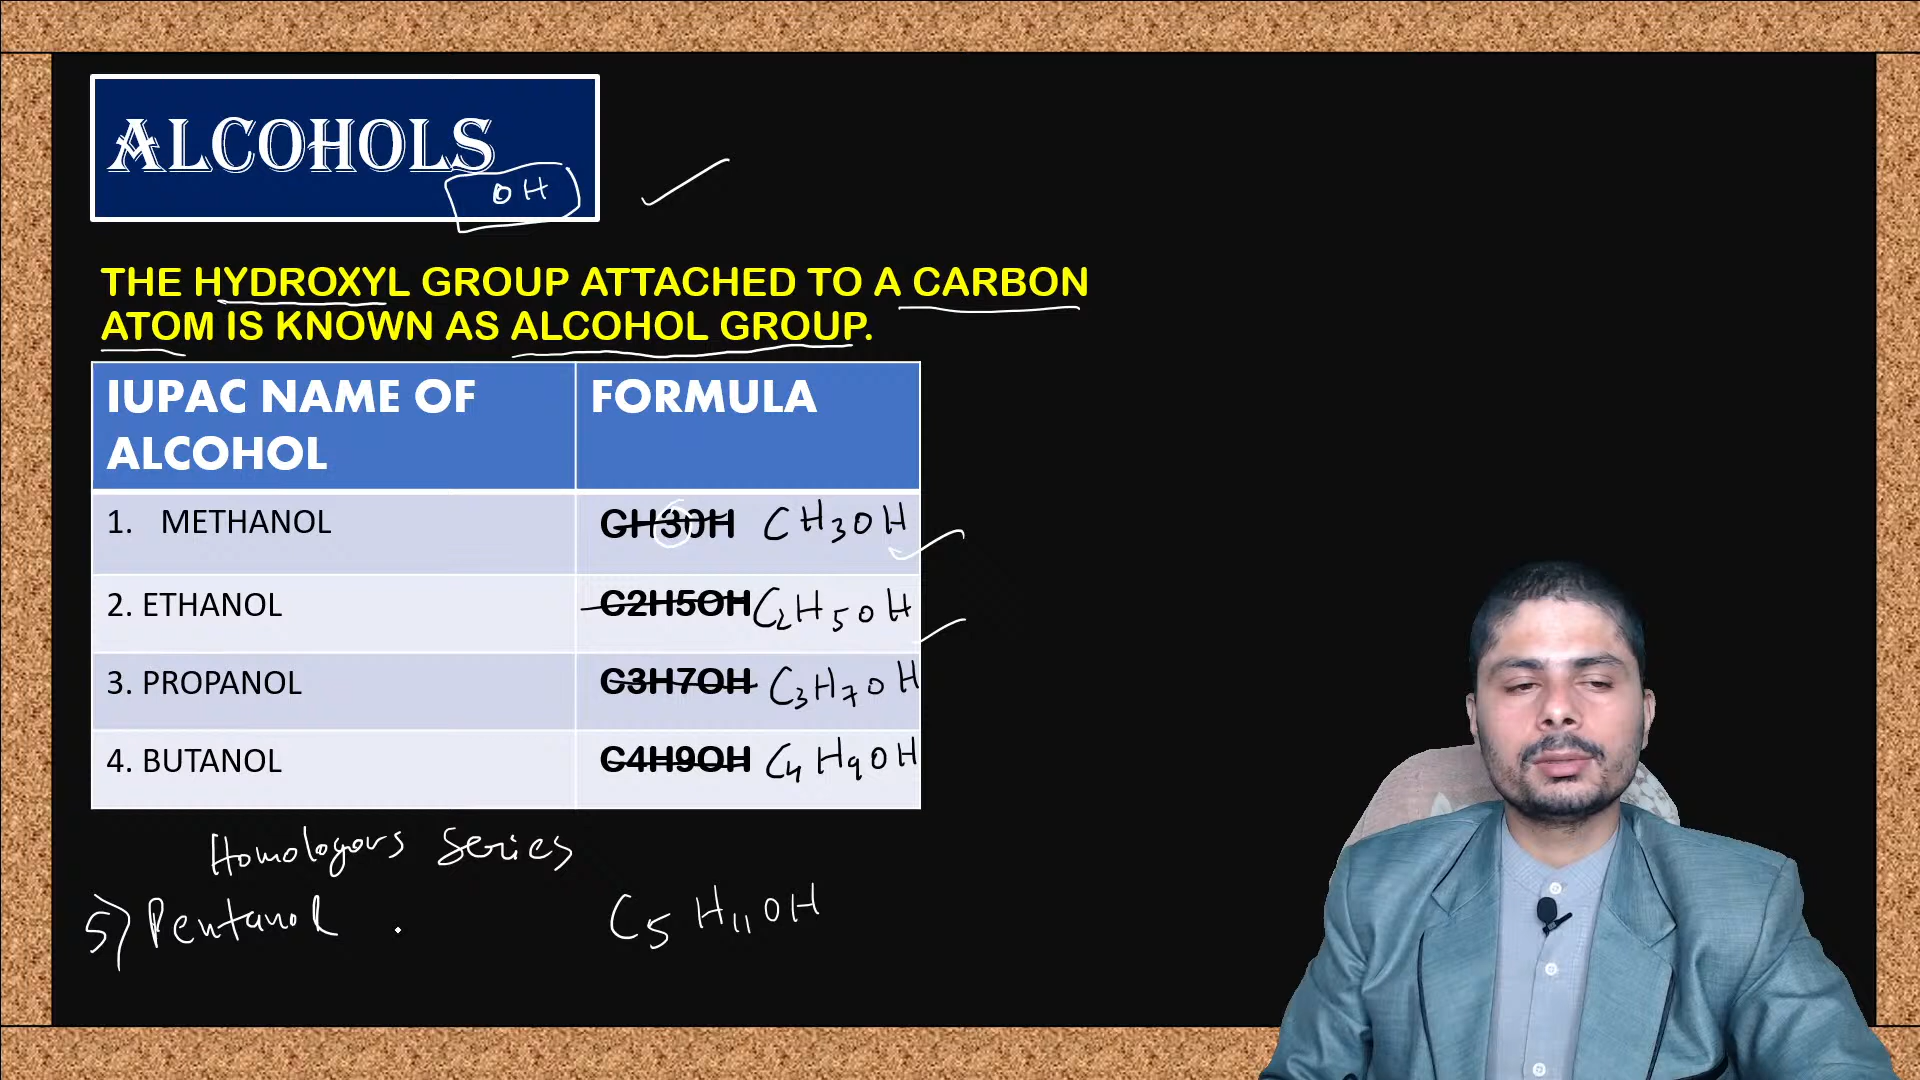 ALCOHOLS
OH
THE HYDROXYL GROUP ATTACHED TO A CARBON
ATOM IS KNOWN AS ALCOHOL GROUP.
IUPAC NAME OF ALCOHOL FORMULA
1. METHANOL CH30H CH3OH
2. ETHANOL C2H5OH C2H5OH
3. PROPANOL C3H7OH C3H7OH
4. BUTANOL C4H9OH C4H9OH
Homologous Series
5) Pentanol . C5H11OH